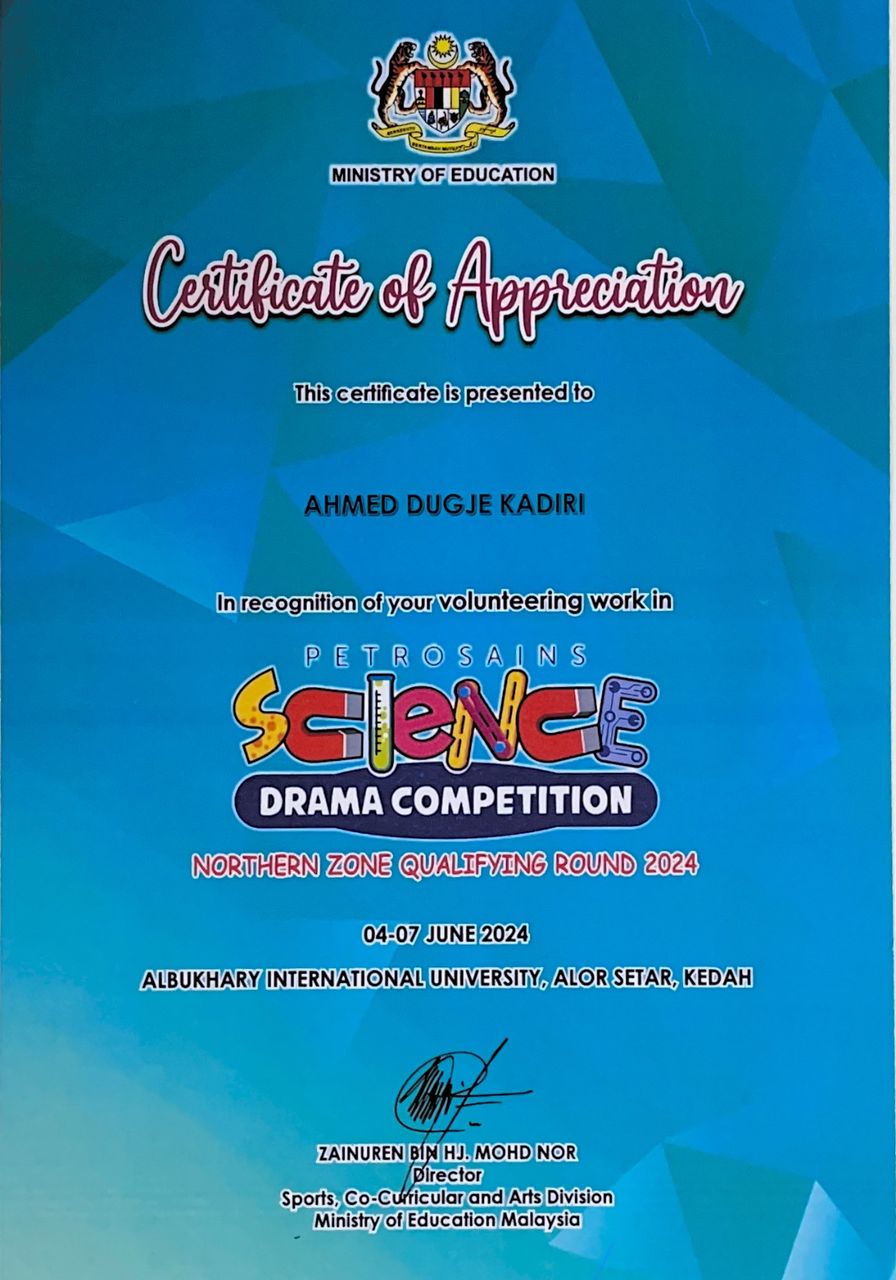 MINISTRY OF EDUCATION
Certificate of Appreciation
This certificate is presented to
AHMED DUGJE KADIRI
In recognition of your volunteering work in
PETROSAINS
SCIENCE
DRAMA COMPETITION
NORTHERN ZONE QUALIFYING ROUND 2024
04-07 JUNE 2024
ALBUKHARY INTERNATIONAL UNIVERSITY, ALOR SETAR, KEDAH
ZAINUREN BIN HJ. MOHD NOR
Director
Sports, Co-Curricular and Arts Division
Ministry of Education Malaysia